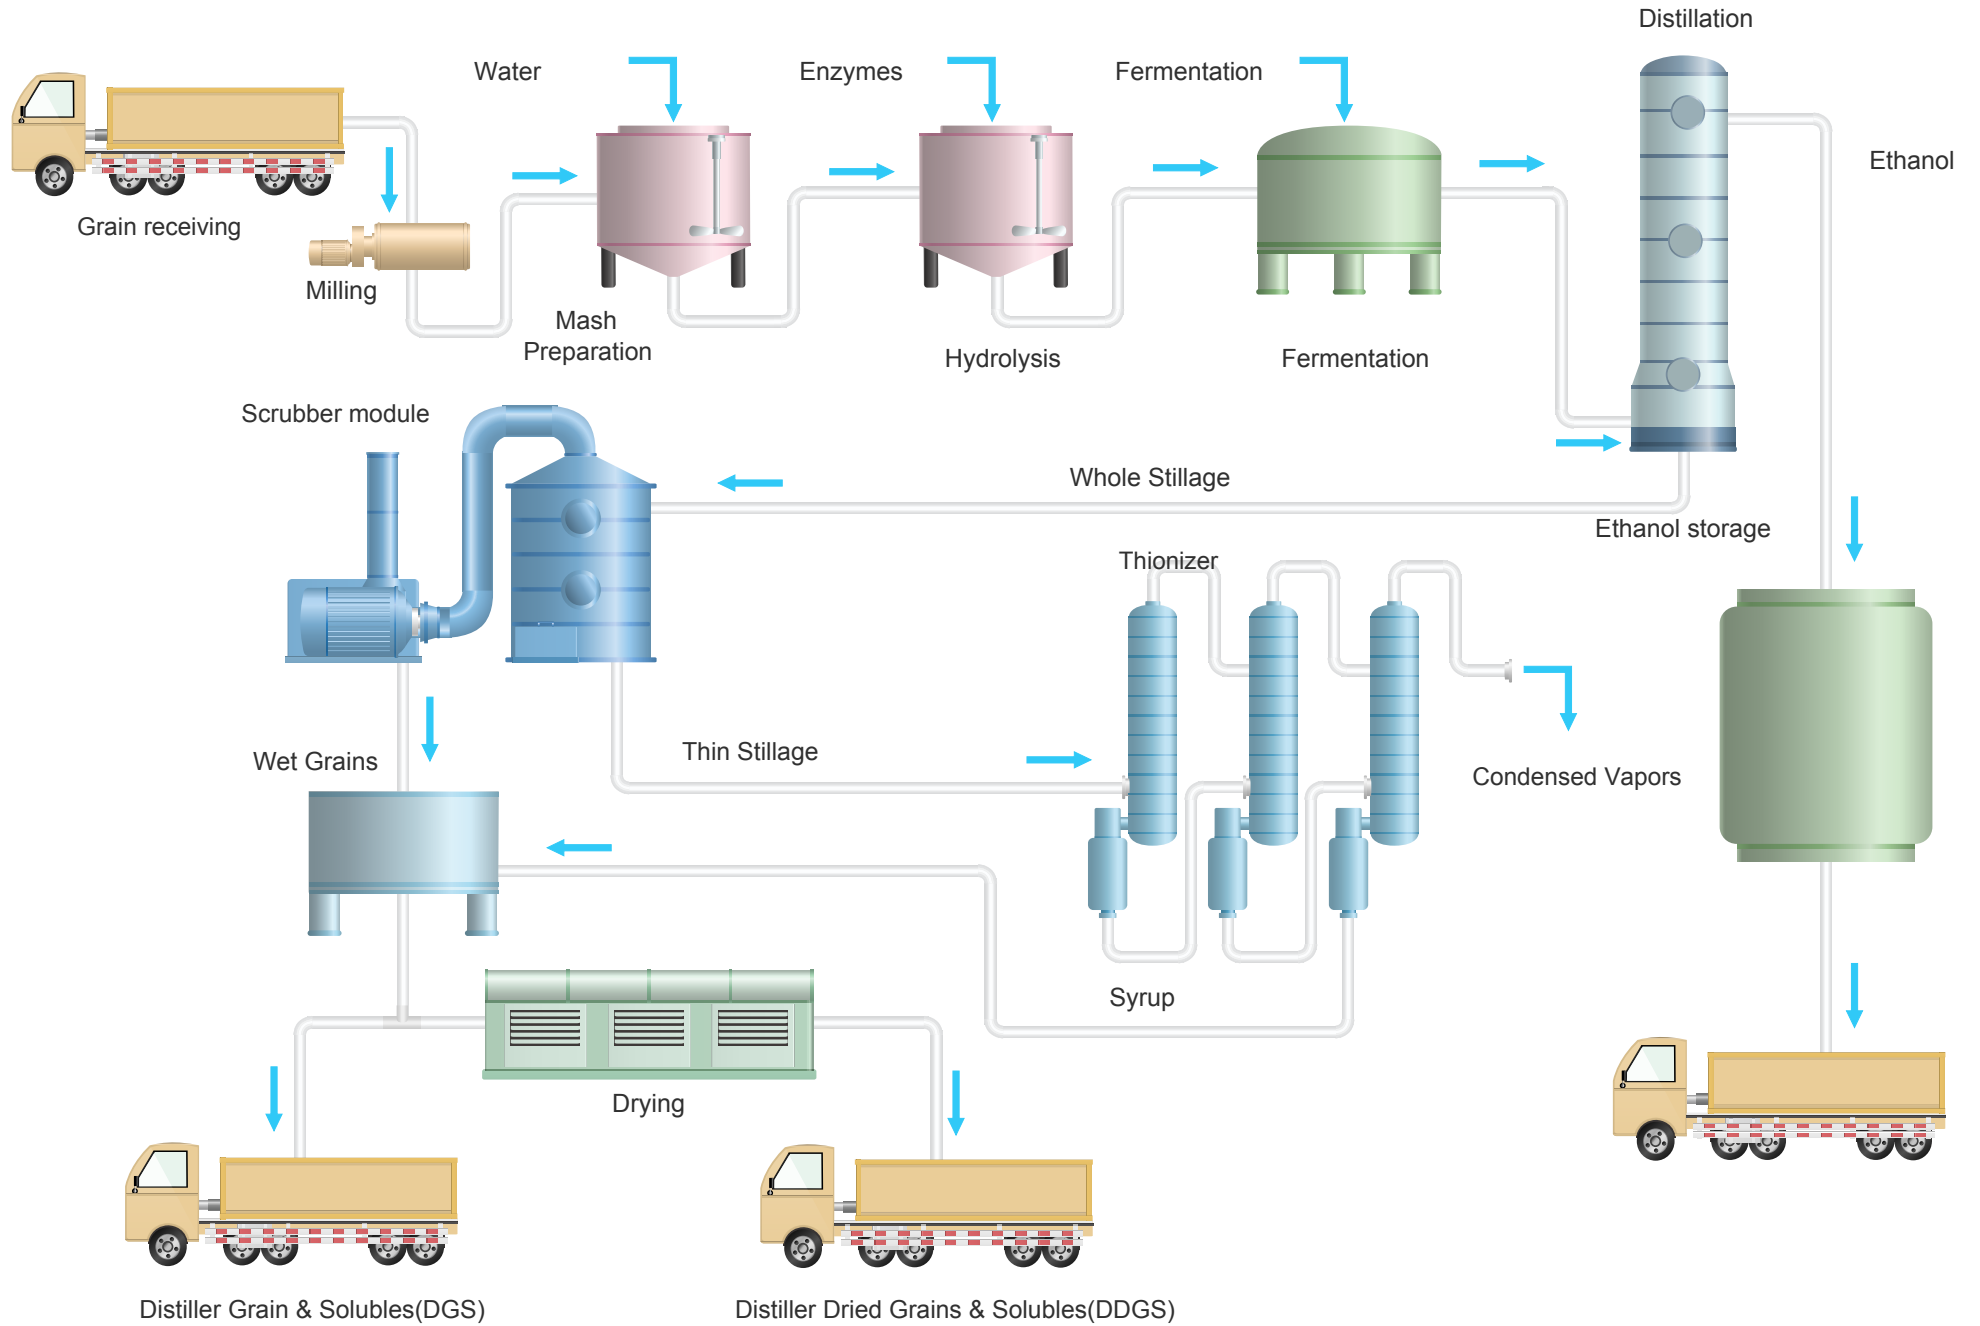 Distillation
Water
Enzymes
Fermentation
Ethanol
Grain receiving
Milling
Mash
Preparation
Hydrolysis
Fermentation
Scrubber module
Whole Stillage
Ethanol storage
Thionizer
Thin Stillage
Wet Grains
Condensed Vapors
Syrup
Drying
Distiller Grain & Solubles(DGS)
Distiller Dried Grains & Solubles(DDGS)